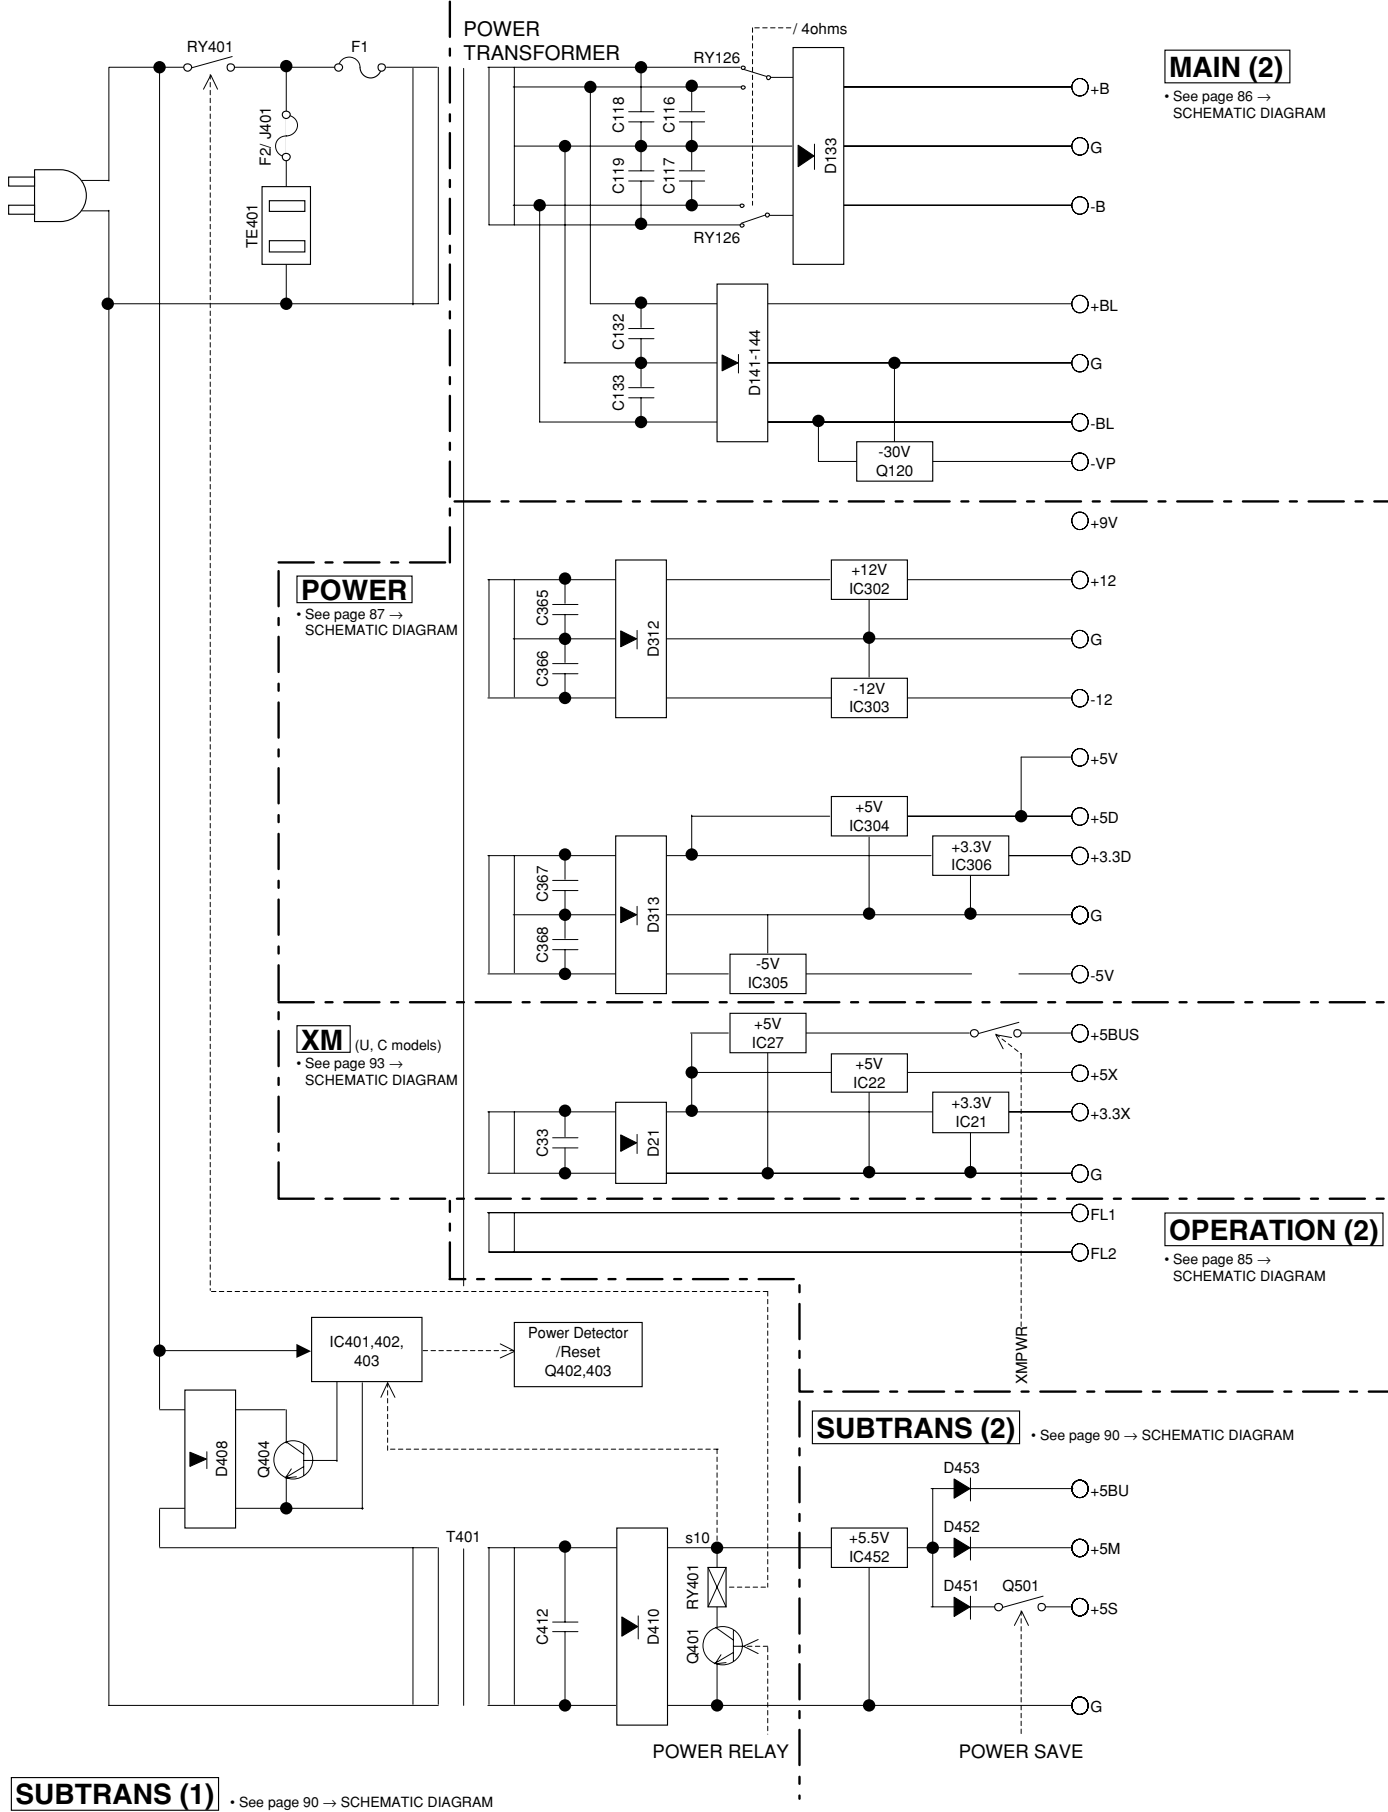 POWER
TRANSFORMER
/ 4ohms
RY401
F1
RY126
MAIN (2)
• See page 86 →
SCHEMATIC DIAGRAM
+B
C118
C116
F2/ J401
G
D133
C119
C117
TE401
-B
RY126
+BL
C132
D141-144
G
C133
-BL
-30V
Q120
-VP
+9V
POWER
• See page 87 →
SCHEMATIC DIAGRAM
+12V
IC302
+12
C365
D312
G
C366
-12V
IC303
-12
+5V
+5V
IC304
+5D
+3.3V
IC306
+3.3D
C367
D313
G
C368
-5V
IC305
-5V
XM (U, C models)
• See page 93 →
SCHEMATIC DIAGRAM
+5V
IC27
+5BUS
+5V
IC22
+5X
+3.3V
IC21
+3.3X
C33
D21
G
FL1
OPERATION (2)
• See page 85 →
SCHEMATIC DIAGRAM
FL2
IC401,402,
403
Power Detector
/Reset
Q402,403
XMPWR
SUBTRANS (2) • See page 90 → SCHEMATIC DIAGRAM
D408
Q404
D453
+5BU
T401
s10
+5.5V
IC452
D452
+5M
RY401
D451
Q501
+5S
C412
D410
Q401
G
POWER RELAY
POWER SAVE
SUBTRANS (1) • See page 90 → SCHEMATIC DIAGRAM